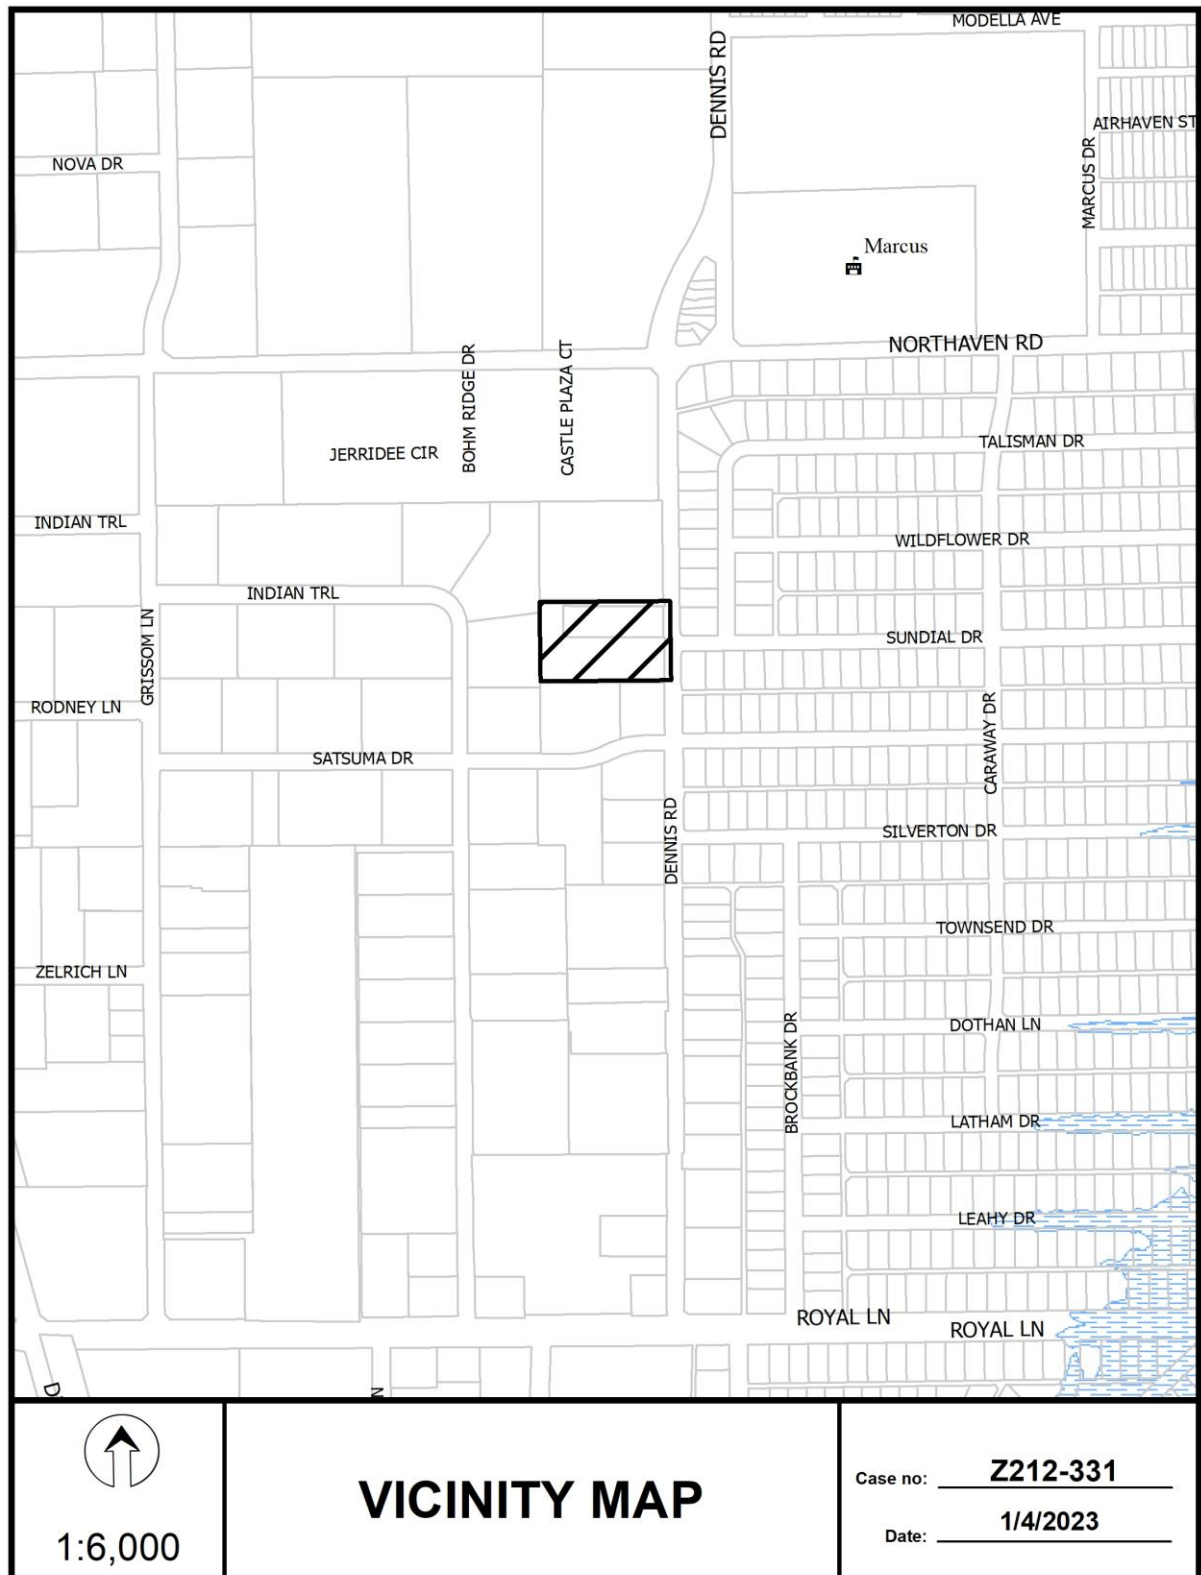 MODELLA AVE
DENNIS RD
AIRHAVEN ST
MARCUS DR
NOVA DR
Marcus
NORTHAVEN RD
BOHM RIDGE DR
CASTLE PLAZA CT
JERRIDEE CIR
TALISMAN DR
INDIAN TRL
WILDFLOWER DR
INDIAN TRL
GRISSOM LN
SUNDIAL DR
RODNEY LN
CARAWAY DR
SATSUMA DR
DENNIS RD
SILVERTON DR
TOWNSEND DR
ZELRICH LN
BROCKBANK DR
DOTHAN LN
LATHAM DR
LEAHY DR
ROYAL LN
ROYAL LN
1:6,000
VICINITY MAP
Case no: Z212-331
Date: 1/4/2023